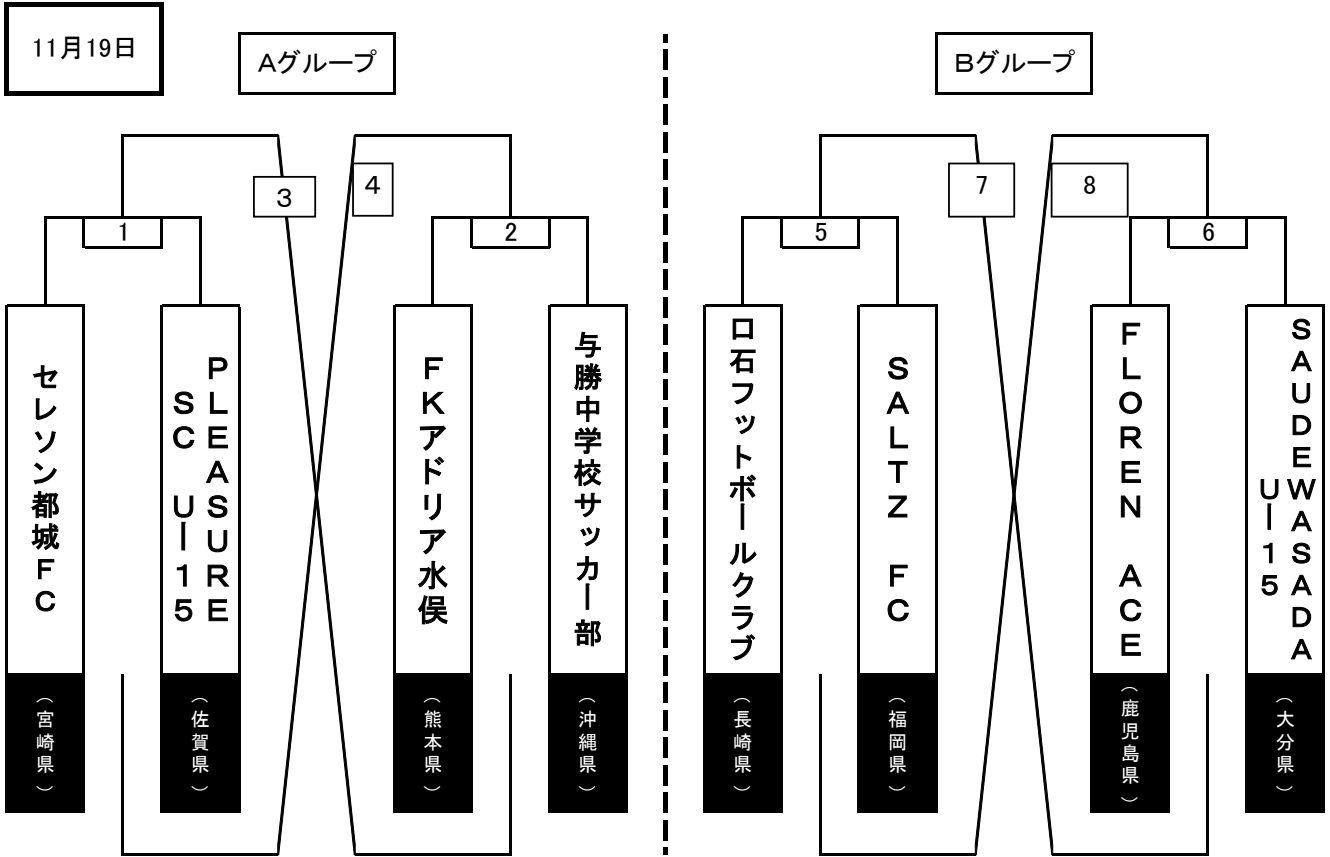 11月19日
Aグループ
Bグループ
3
4
7
8
1
2
5
6
セレソン都城FC
PLEASURE
SC U-15
FKアドリア水俣
与勝中学校サッカー部
口石フットボールクラブ
SALTZ FC
FLOREN ACE
SAUDEWASADA
U-15
（宮崎県）
（佐賀県）
（熊本県）
（沖縄県）
（長崎県）
（福岡県）
（鹿児島県）
（大分県）